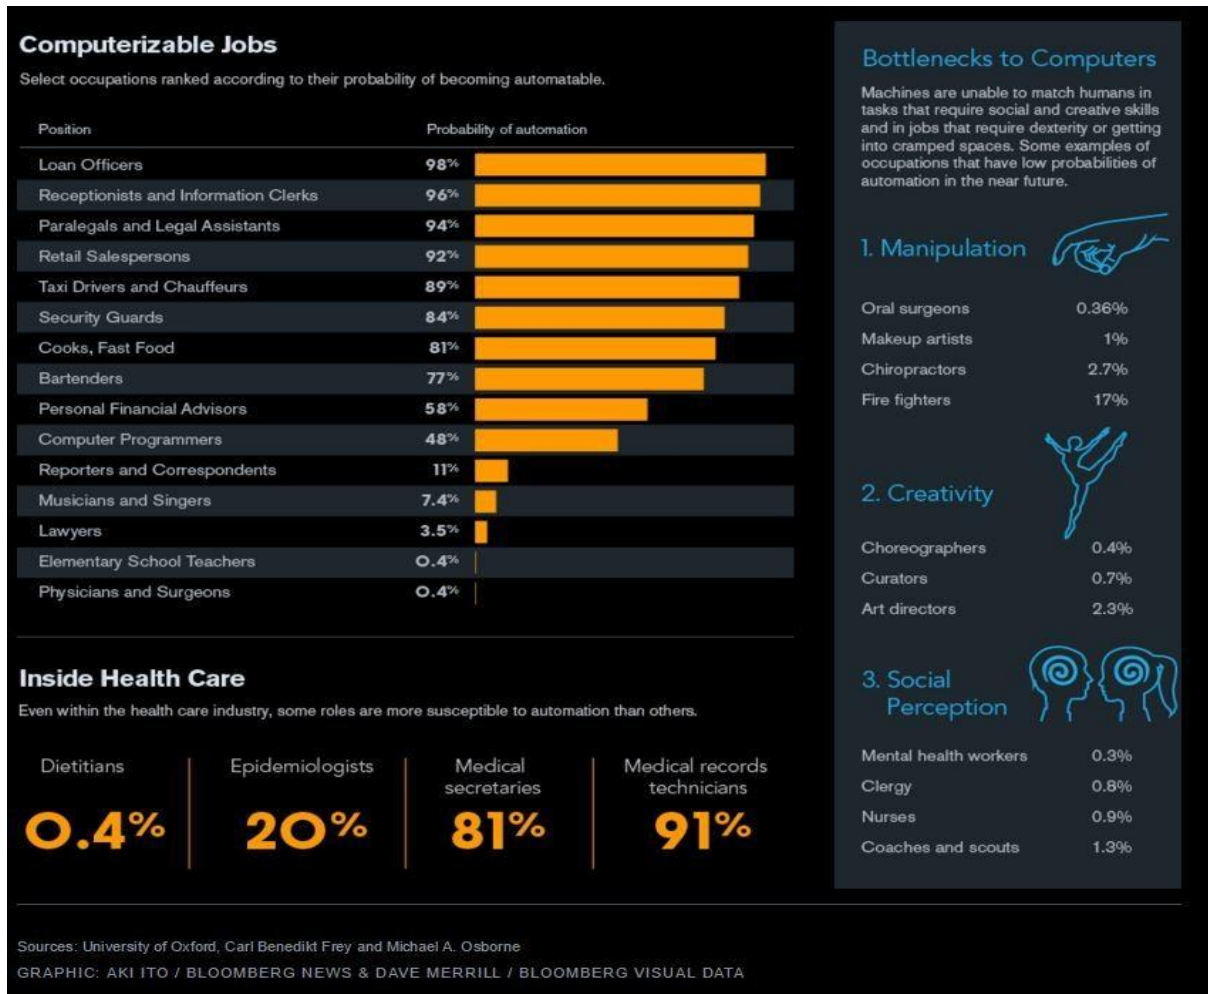 Computerizable Jobs
Select occupations ranked according to their probability of becoming automatable.
Position Probability of automation
Loan Officers 98%
Receptionists and Information Clerks 96%
Paralegals and Legal Assistants 94%
Retail Salespersons 92%
Taxi Drivers and Chauffeurs 89%
Security Guards 84%
Cooks, Fast Food 81%
Bartenders 77%
Personal Financial Advisors 58%
Computer Programmers 48%
Reporters and Correspondents 11%
Musicians and Singers 7.4%
Lawyers 3.5%
Elementary School Teachers 0.4%
Physicians and Surgeons 0.4%
Inside Health Care
Even within the health care industry, some roles are more susceptible to automation than others.
Dietitians
0.4%
Epidemiologists
20%
Medical
secretaries
81%
Medical records
technicians
91%
Bottlenecks to Computers
Machines are unable to match humans in
tasks that require social and creative skills
and in jobs that require dexterity or getting
into cramped spaces. Some examples of
occupations that have low probabilities of
automation in the near future.
1. Manipulation
Oral surgeons 0.36%
Makeup artists 1%
Chiropractors 2.7%
Fire fighters 17%
2. Creativity
Choreographers 0.4%
Curators 0.7%
Art directors 2.3%
3. Social
Perception
Mental health workers 0.3%
Clergy 0.8%
Nurses 0.9%
Coaches and scouts 1.3%
Sources: University of Oxford, Carl Benedikt Frey and Michael A. Osborne
GRAPHIC: AKI ITO / BLOOMBERG NEWS & DAVE MERRILL / BLOOMBERG VISUAL DATA